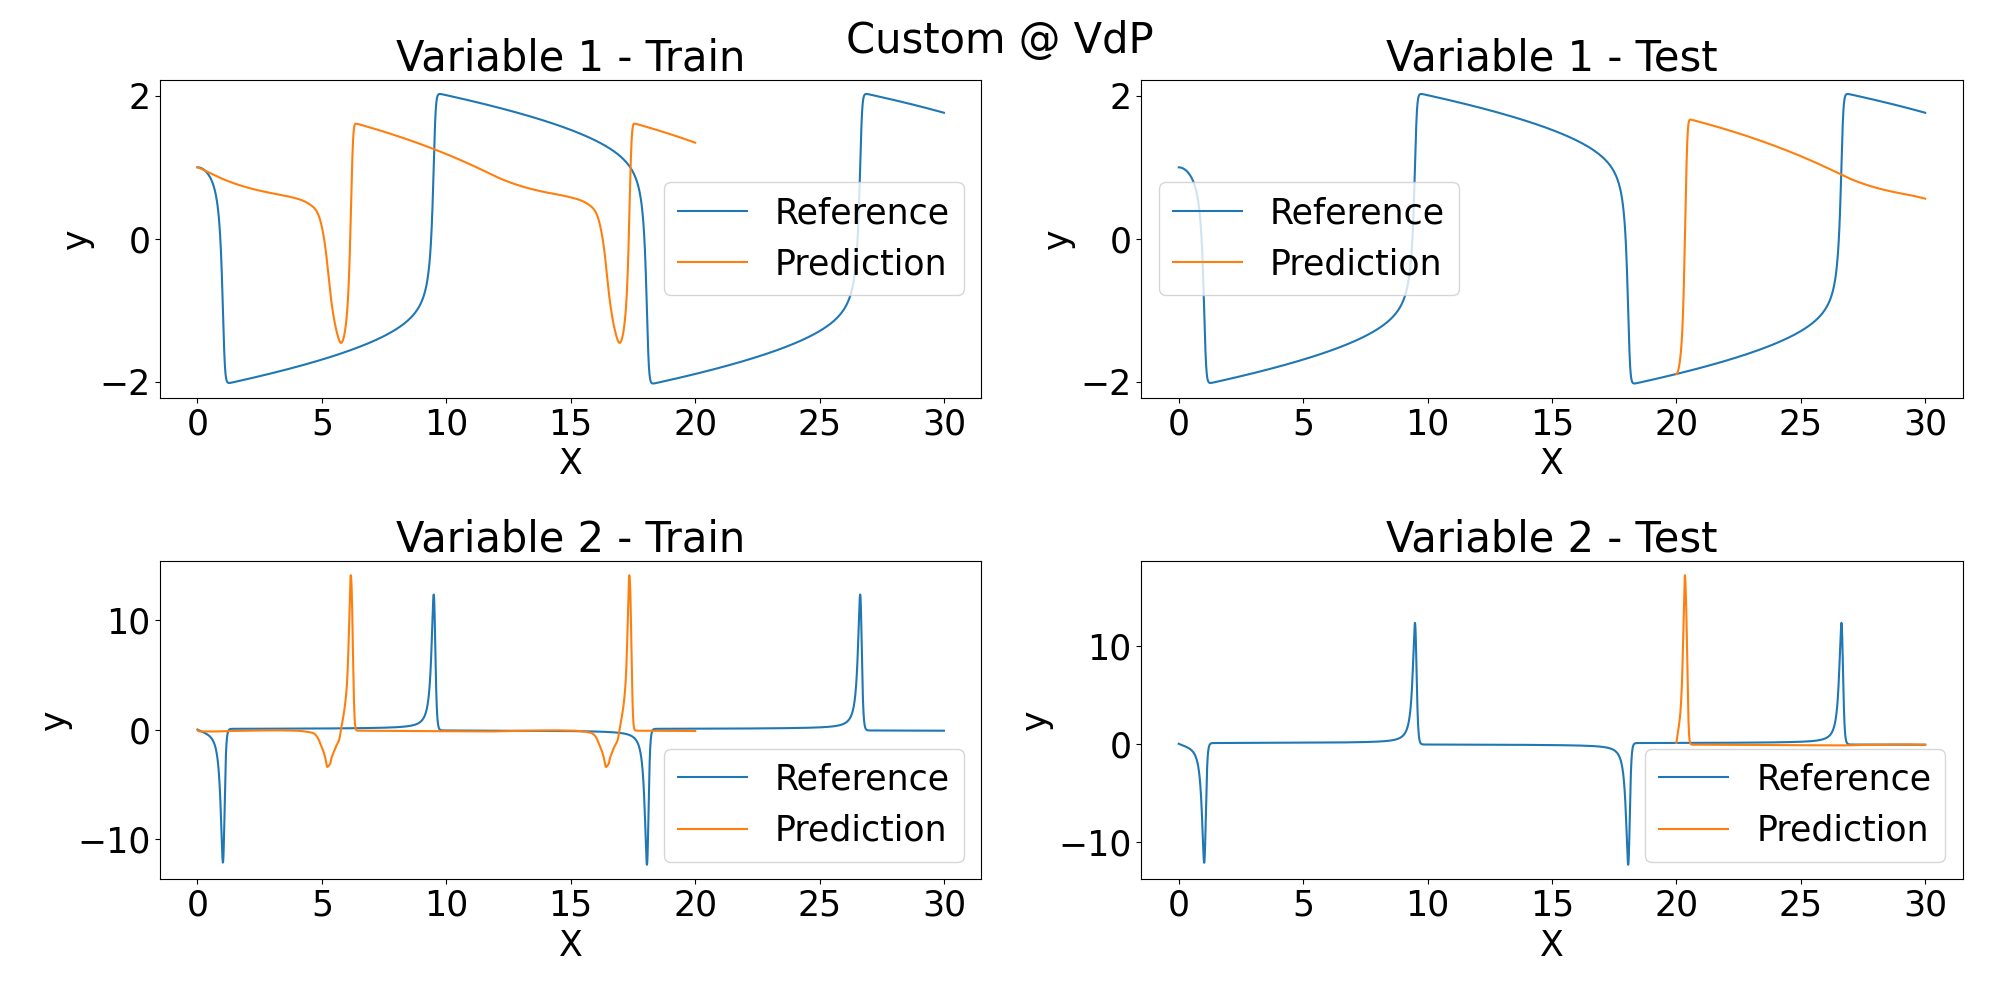 Custom @ VdP
Variable 1 - Train
Variable 1 - Test
2
0
−2
y
Reference
Prediction
0 5 10 15 20 25 30
X
2
0
−2
y
Reference
Prediction
0 5 10 15 20 25 30
X
Variable 2 - Train
Variable 2 - Test
10
0
−10
y
Reference
Prediction
0 5 10 15 20 25 30
X
10
0
−10
y
Reference
Prediction
0 5 10 15 20 25 30
X